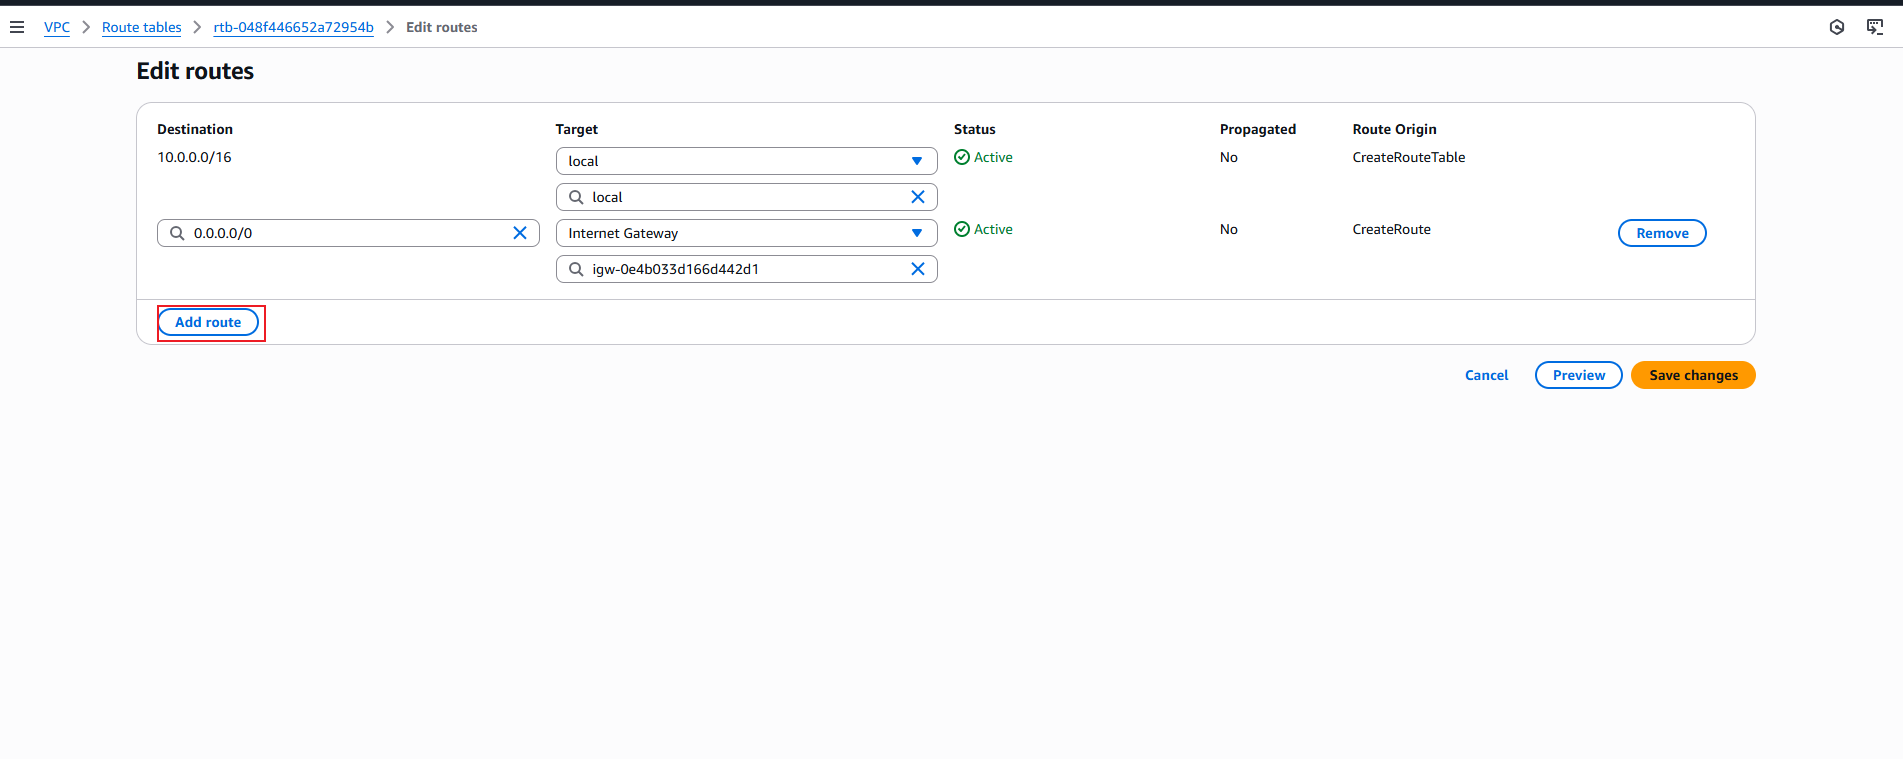 VPC > Route tables > rtb-048f446652a72954b > Edit routes
Edit routes
Destination Target Status Propagated Route Origin
10.0.0.0/16 local Active No CreateRouteTable
local
0.0.0.0/0 Internet Gateway Active No CreateRoute Remove
igw-0e4b033d166d442d1
Add route
Cancel Preview Save changes